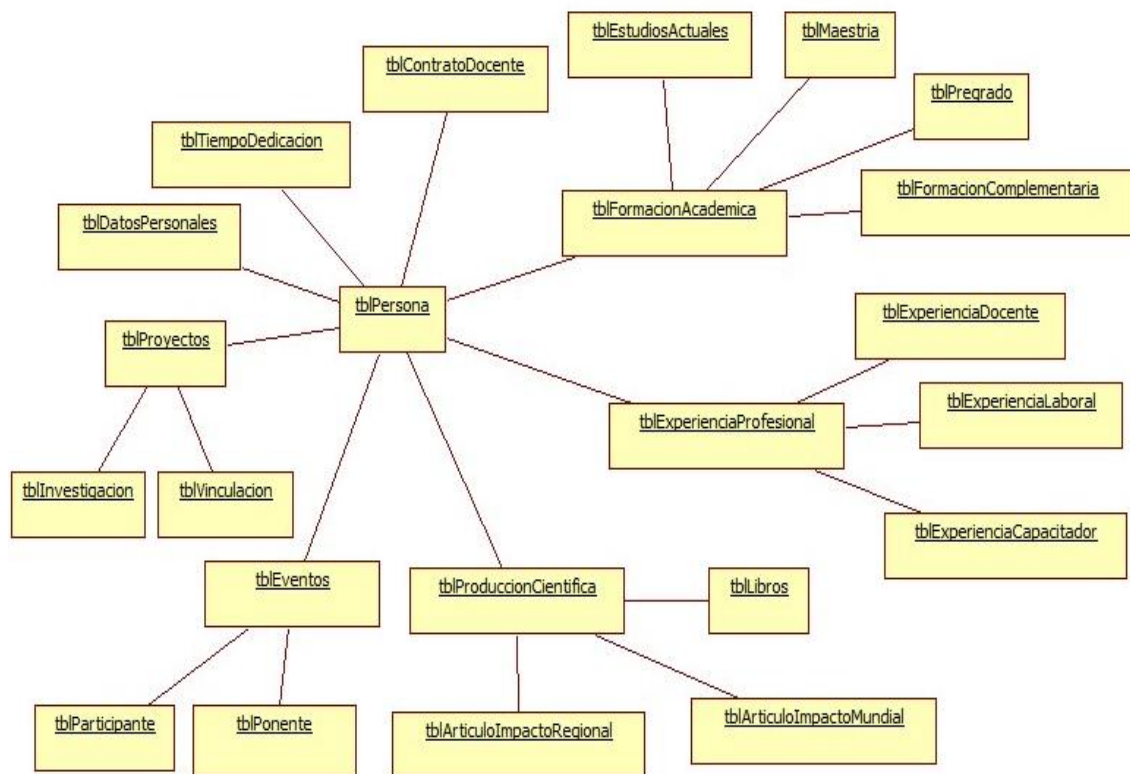 tblEstudiosActuales
tblMaestria
tblContratoDocente
tblPregrado
tblTiempoDedicacion
tblFormacionComplementaria
tblFormacionAcademica
tblDatosPersonales
tblPersona
tblExperienciaDocente
tblProyectos
tblExperienciaLaboral
tblExperienciaProfesional
tblInvestigacion
tblVinculacion
tblExperienciaCapacitador
tblEventos
tblProduccionCientifica
tblLibros
tblParticipante
tblPonente
tblArticuloImpactoRegional
tblArticuloImpactoMundial